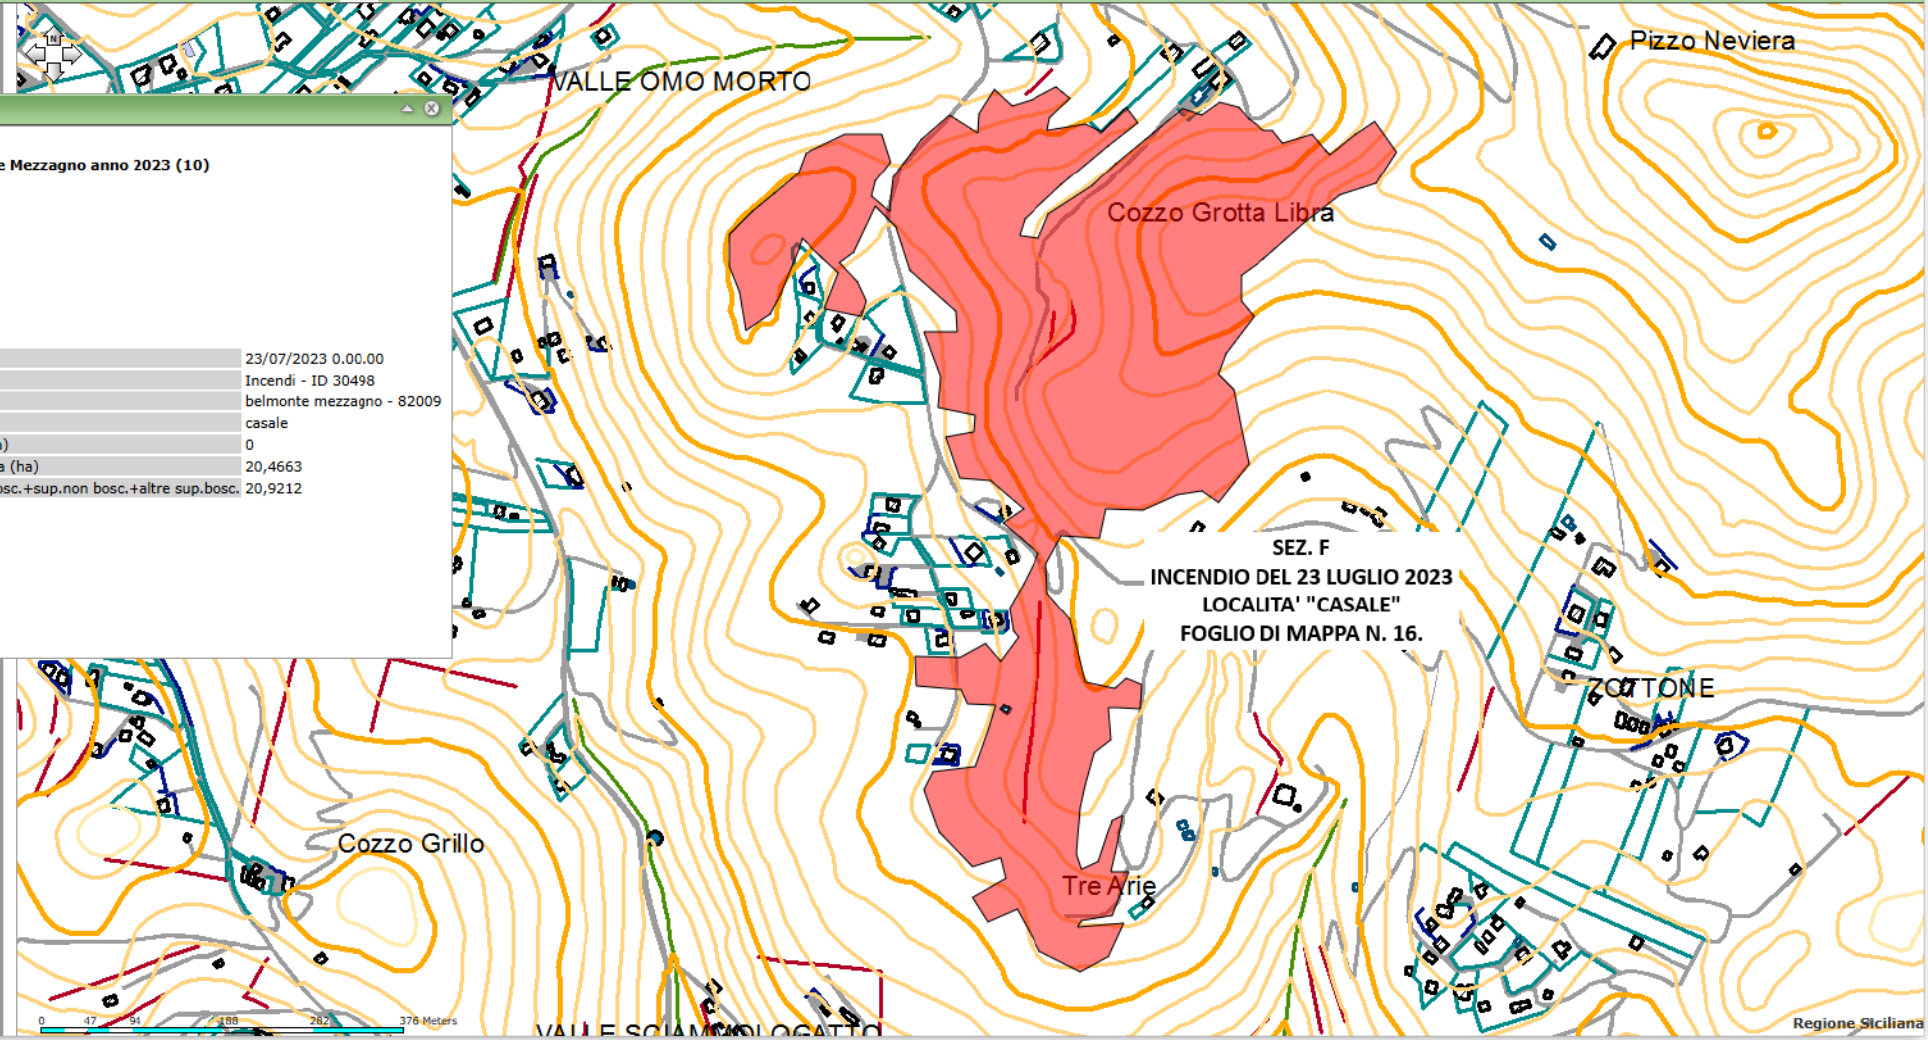 N
Pizzo Neviera
VALLE OMO MORTO
e Mezzagno anno 2023 (10)
Cozzo Grotta Libra
23/07/2023 0.00.00
Incendi - ID 30498
belmonte mezzagno - 82009
casale
) 0
a (ha) 20,4663
osc.+sup.non bosc.+altre sup.bosc. 20,9212
SEZ. F
INCENDIO DEL 23 LUGLIO 2023
LOCALITA' "CASALE"
FOGLIO DI MAPPA N. 16.
ZOTTONE
Cozzo Grillo
Tre Arie
0 47 94 188 282 376 Meters
VALLE SCIAMMOLOGATTO
Regione Siciliana